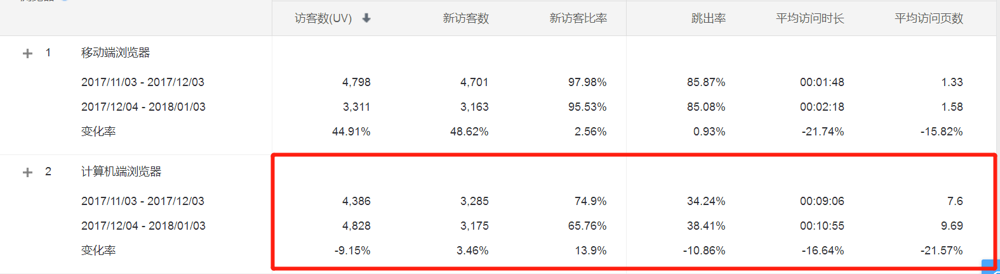 访客数(UV) 新访客数 新访客比率 跳出率 平均访问时长 平均访问页数
1 移动端浏览器
2017/11/03 - 2017/12/03 4,798 4,701 97.98% 85.87% 00:01:48 1.33
2017/12/04 - 2018/01/03 3,311 3,163 95.53% 85.08% 00:02:18 1.58
变化率 44.91% 48.62% 2.56% 0.93% -21.74% -15.82%
2 计算机端浏览器
2017/11/03 - 2017/12/03 4,386 3,285 74.9% 34.24% 00:09:06 7.6
2017/12/04 - 2018/01/03 4,828 3,175 65.76% 38.41% 00:10:55 9.69
变化率 -9.15% 3.46% 13.9% -10.86% -16.64% -21.57%